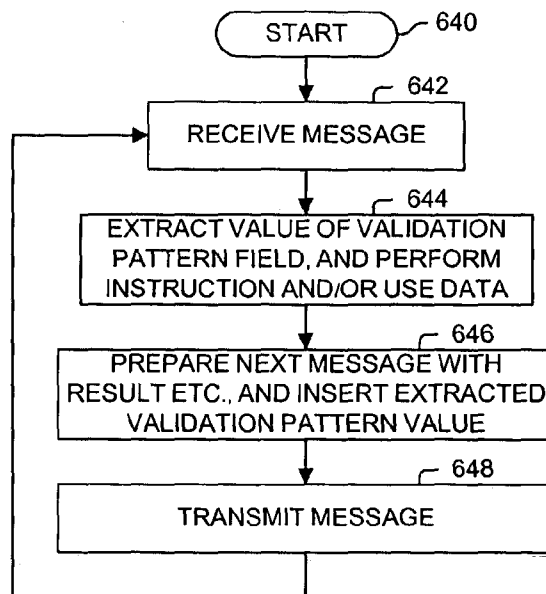 START
640
642
RECEIVE MESSAGE
644
EXTRACT VALUE OF VALIDATION
PATTERN FIELD, AND PERFORM
INSTRUCTION AND/OR USE DATA
646
PREPARE NEXT MESSAGE WITH
RESULT ETC., AND INSERT EXTRACTED
VALIDATION PATTERN VALUE
648
TRANSMIT MESSAGE